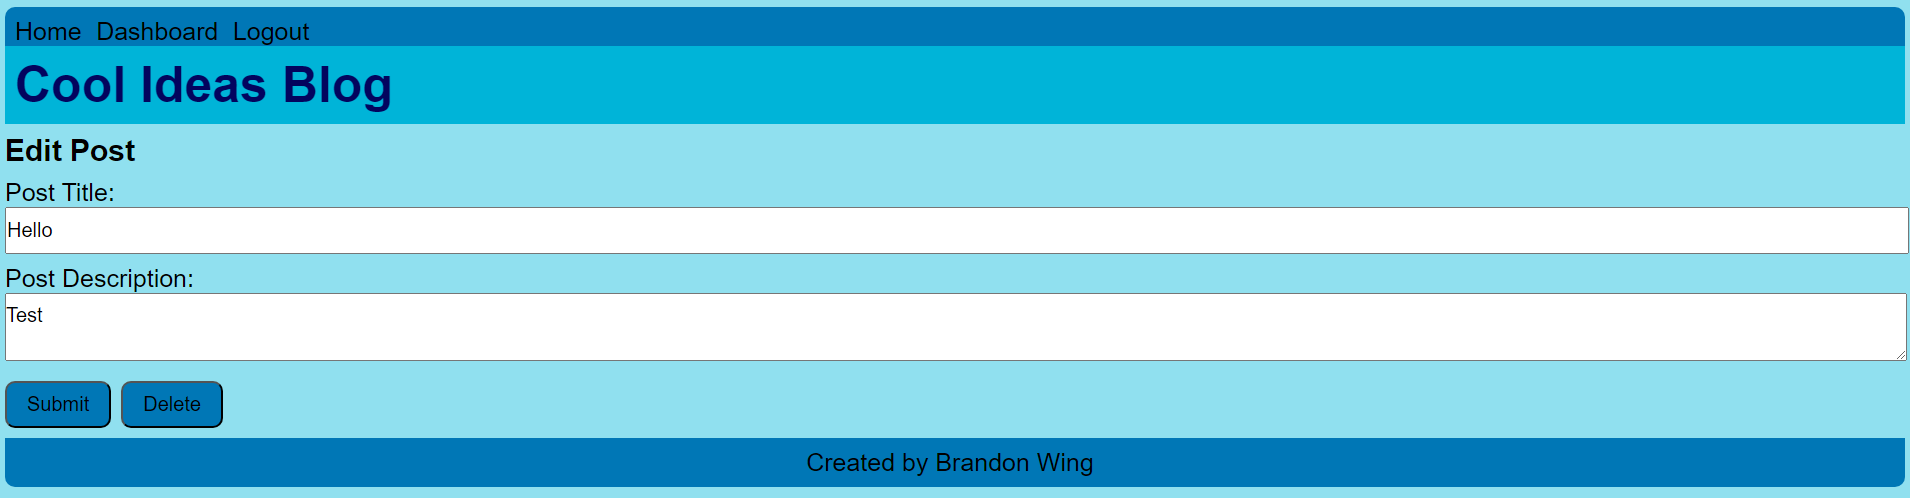 Home Dashboard Logout
Cool Ideas Blog
Edit Post
Post Title:
Hello
Post Description:
Test
Submit Delete
Created by Brandon Wing